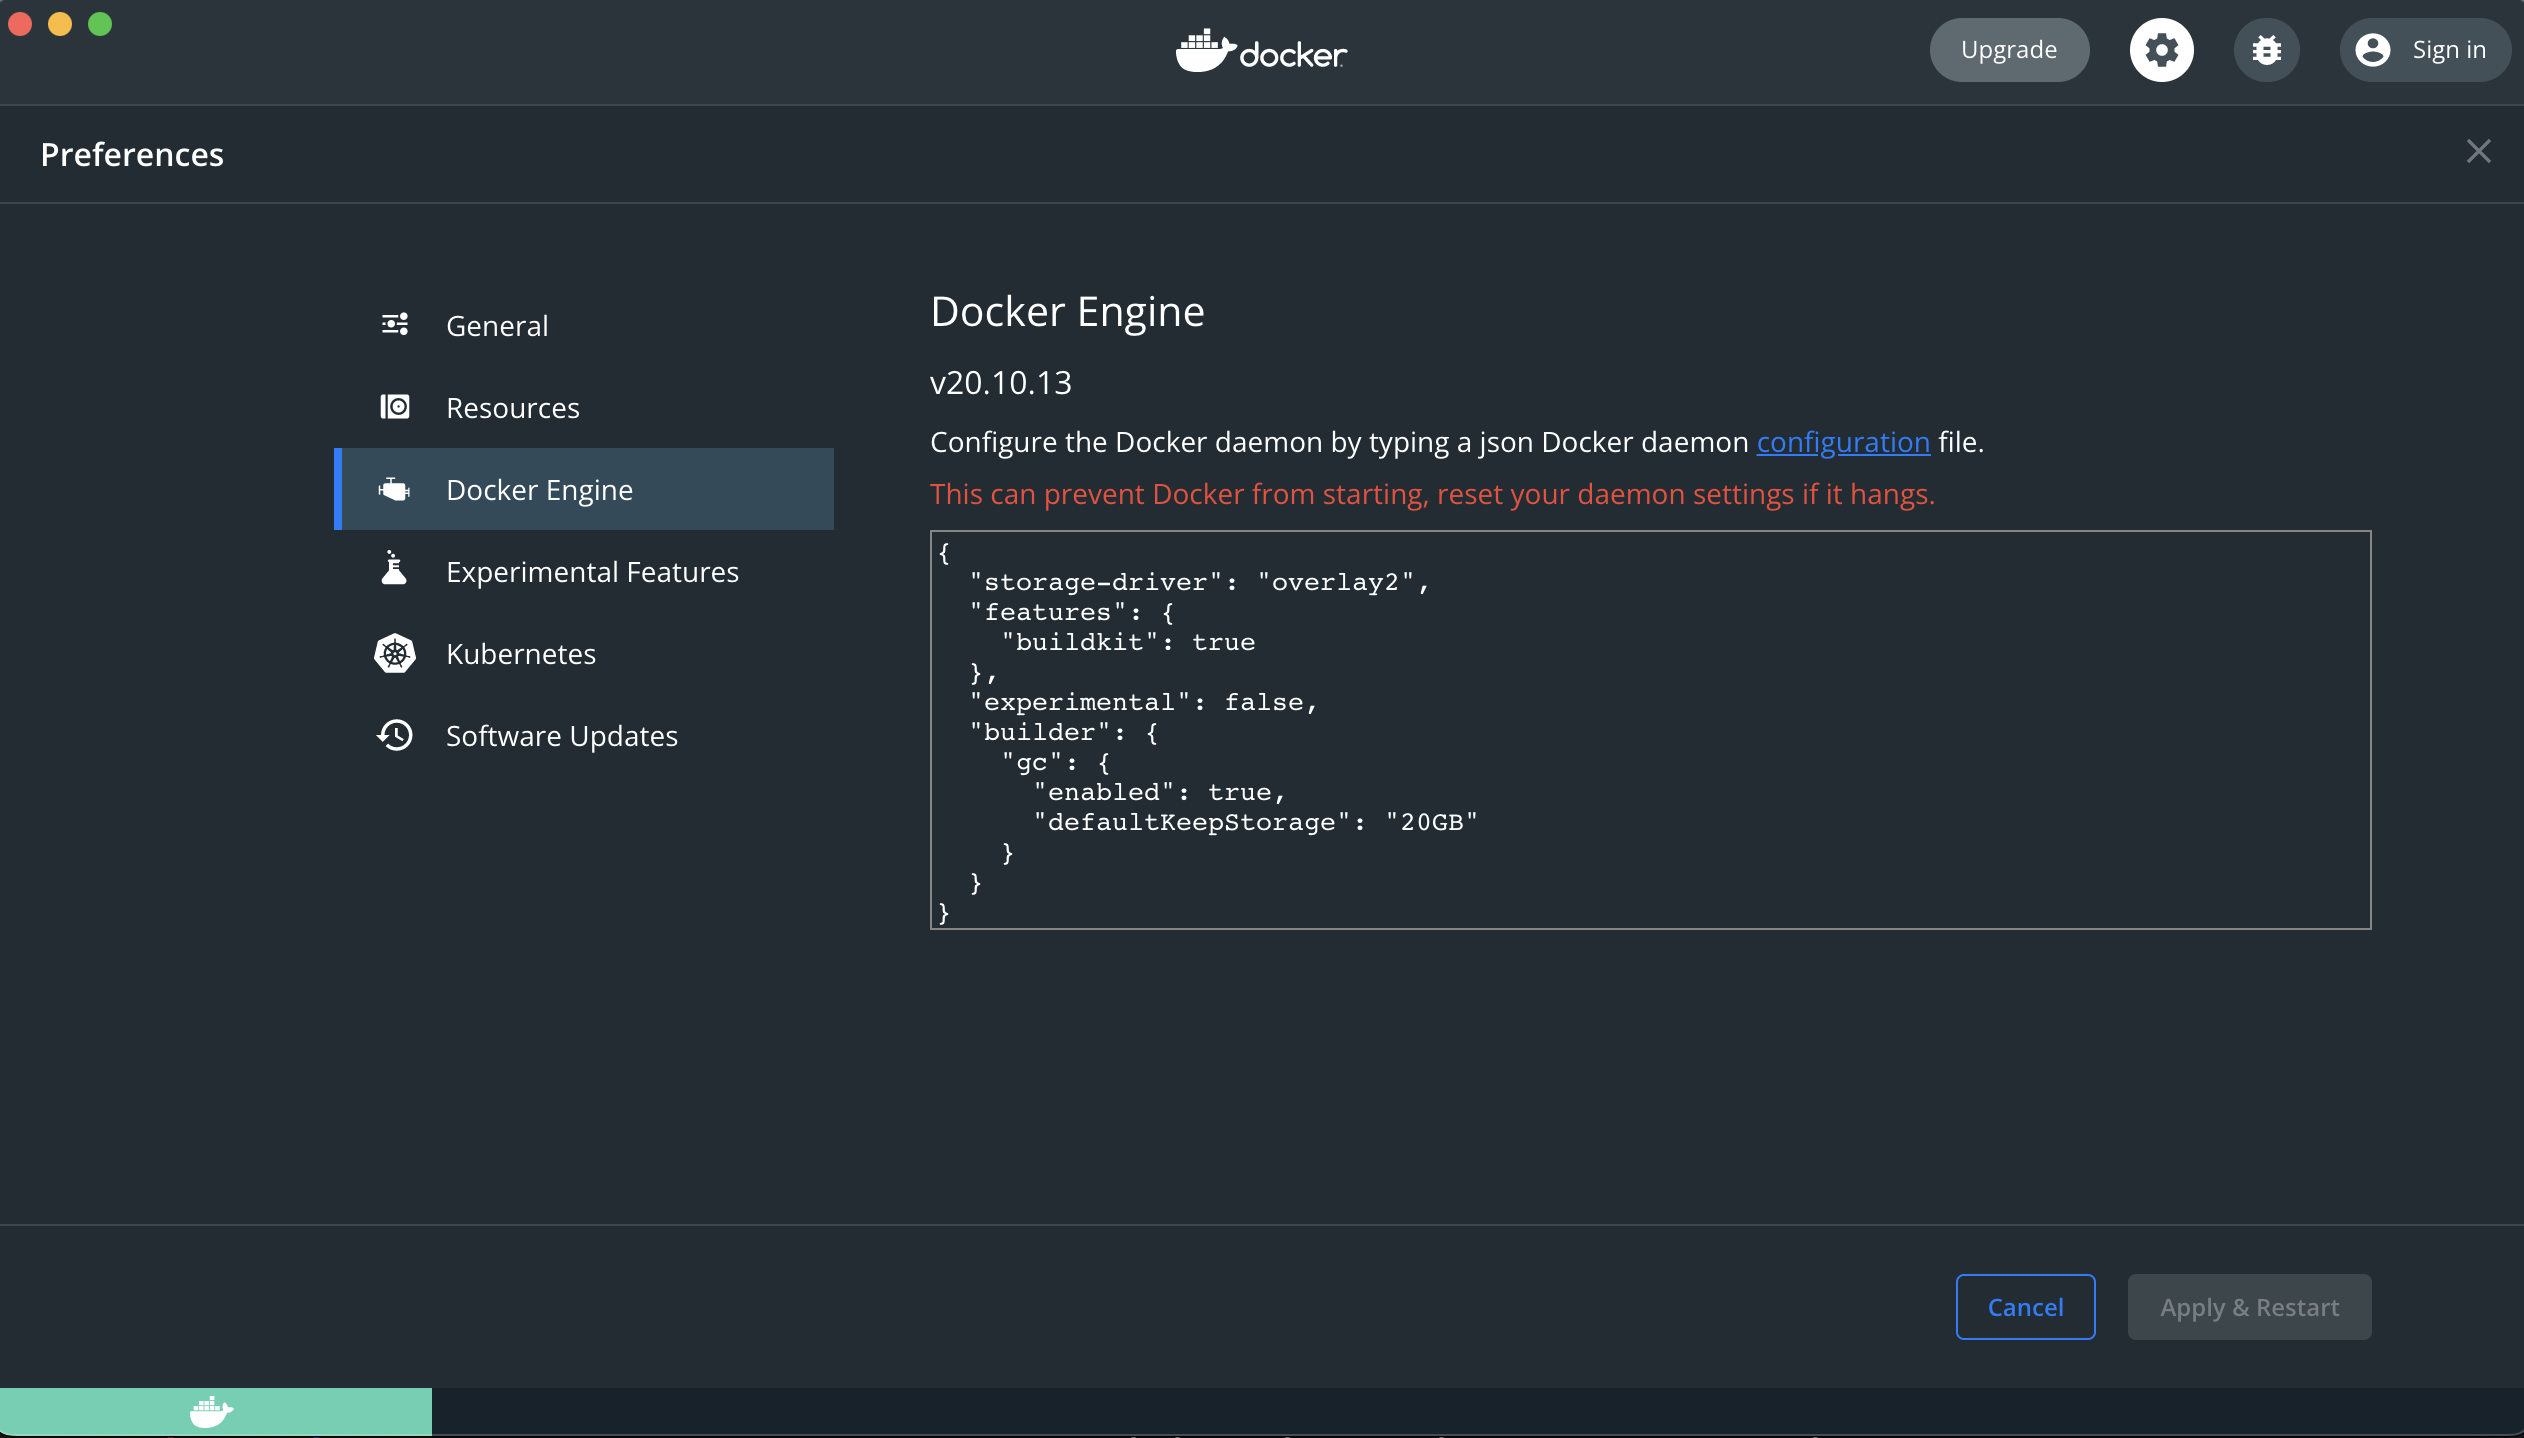 docker
Upgrade
Sign in
Preferences
General
Resources
Docker Engine
Experimental Features
Kubernetes
Software Updates
Docker Engine
v20.10.13
Configure the Docker daemon by typing a json Docker daemon configuration file.
This can prevent Docker from starting, reset your daemon settings if it hangs.
{
  "storage-driver": "overlay2",
  "features": {
    "buildkit": true
  },
  "experimental": false,
  "builder": {
    "gc": {
      "enabled": true,
      "defaultKeepStorage": "20GB"
    }
  }
}
Cancel
Apply & Restart